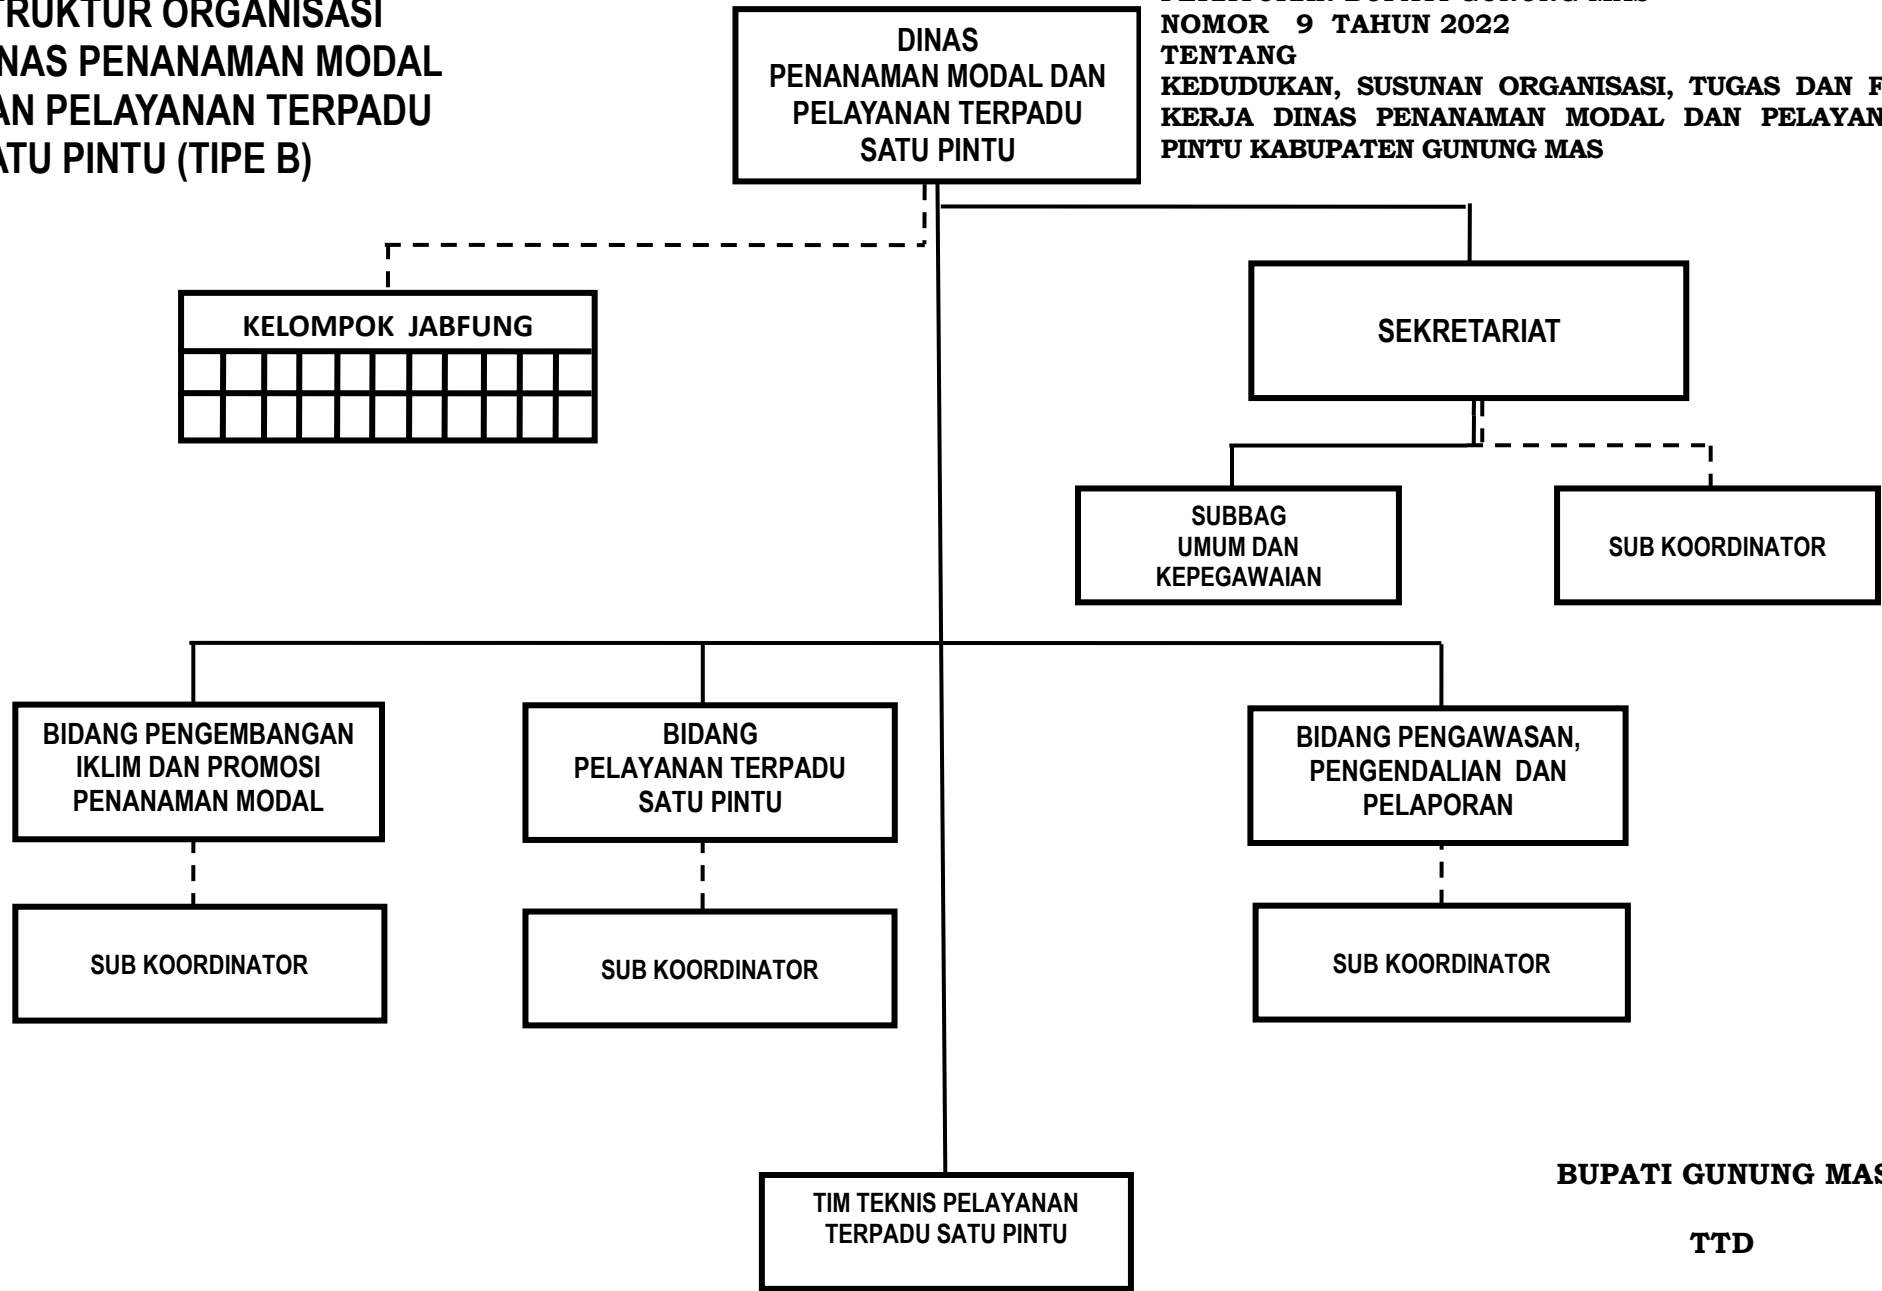 TRUKTUR ORGANISASI
NAS PENANAMAN MODAL
AN PELAYANAN TERPADU
ATU PINTU (TIPE B)
DINAS
PENANAMAN MODAL DAN
PELAYANAN TERPADU
SATU PINTU
PERATURAN BUPATI GUNUNG MAS
NOMOR 9 TAHUN 2022
TENTANG
KEDUDUKAN, SUSUNAN ORGANISASI, TUGAS DAN F
KERJA DINAS PENANAMAN MODAL DAN PELAYAN
PINTU KABUPATEN GUNUNG MAS
KELOMPOK JABFUNG
SEKRETARIAT
SUBBAG
UMUM DAN
KEPEGAWAIAN
SUB KOORDINATOR
BIDANG PENGEMBANGAN
IKLIM DAN PROMOSI
PENANAMAN MODAL
BIDANG
PELAYANAN TERPADU
SATU PINTU
BIDANG PENGAWASAN,
PENGENDALIAN DAN
PELAPORAN
SUB KOORDINATOR
SUB KOORDINATOR
SUB KOORDINATOR
TIM TEKNIS PELAYANAN
TERPADU SATU PINTU
BUPATI GUNUNG MAS
TTD